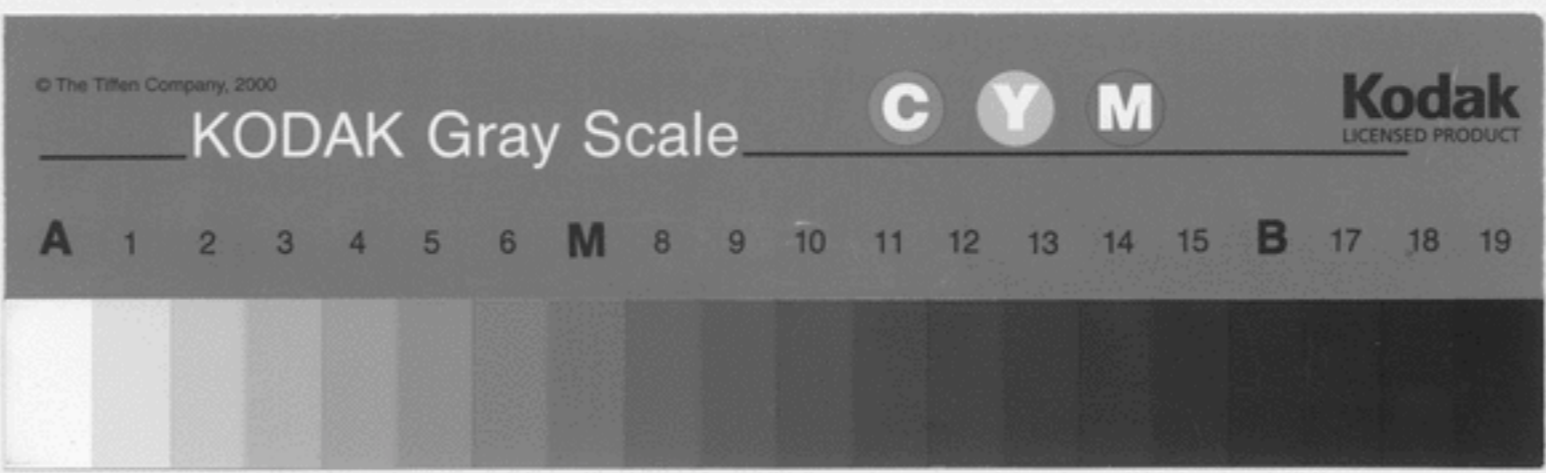 © The Tiffen Company, 2000
KODAK Gray Scale
C Y M
Kodak
LICENSED PRODUCT
A 1 2 3 4 5 6 M 8 9 10 11 12 13 14 15 B 17 18 19